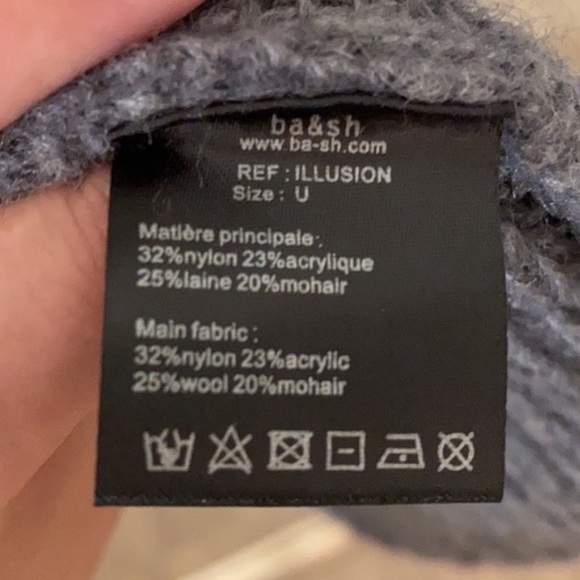 ba&sh
www.ba-sh.com
REF : ILLUSION
Size : U
Matière principale :
32%nylon 23%acrylique
25%laine 20%mohair
Main fabric :
32%nylon 23%acrylic
25%wool 20%mohair